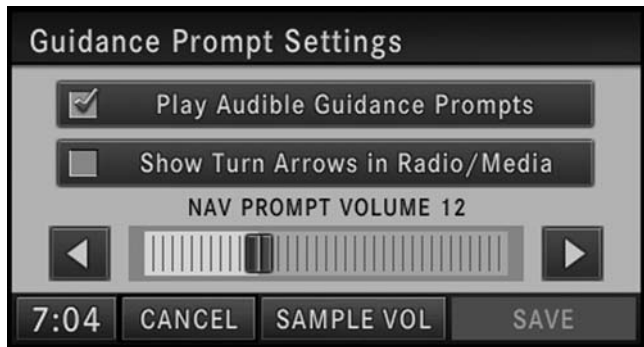 Guidance Prompt Settings
Play Audible Guidance Prompts
Show Turn Arrows in Radio/Media
NAV PROMPT VOLUME 12
7:04 CANCEL SAMPLE VOL SAVE